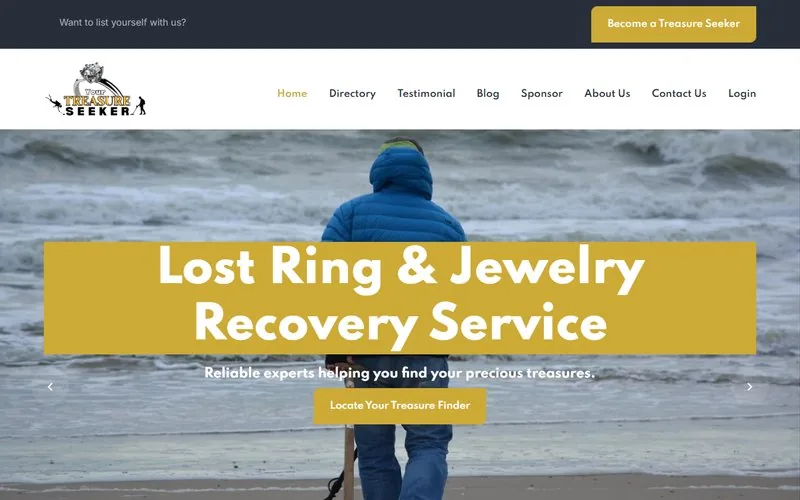 Want to list yourself with us?
Become a Treasure Seeker
Your
TREASURE
SEEKER
Home
Directory
Testimonial
Blog
Sponsor
About Us
Contact Us
Login
Lost Ring & Jewelry
Recovery Service
Reliable experts helping you find your precious treasures.
Locate Your Treasure Finder